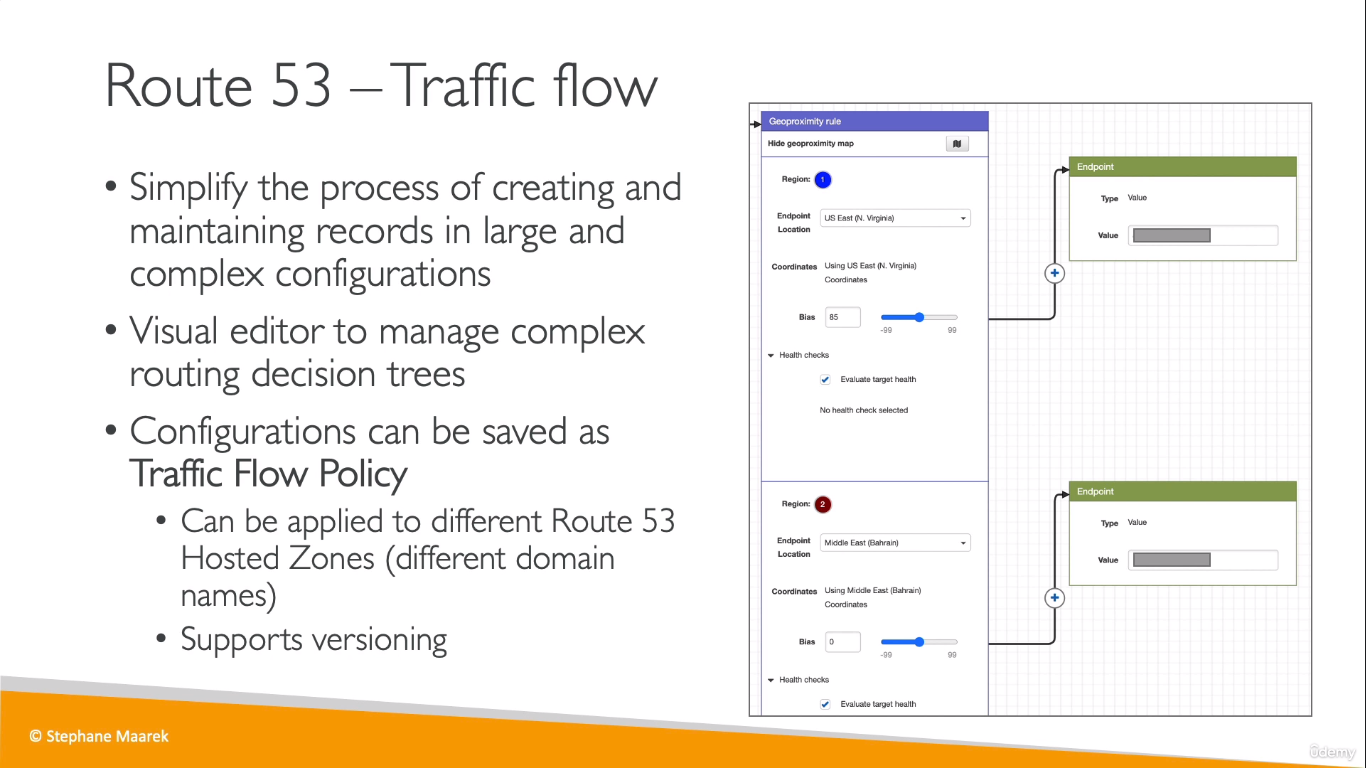 Route 53 – Traffic flow
• Simplify the process of creating and
maintaining records in large and
complex configurations
• Visual editor to manage complex
routing decision trees
• Configurations can be saved as
Traffic Flow Policy
• Can be applied to different Route 53
Hosted Zones (different domain
names)
• Supports versioning
Geoproximity rule
Hide geoproximity map
Region: 1
Endpoint
Location
US East (N. Virginia)
Coordinates
Using US East (N. Virginia)
Coordinates
Bias 85
-99 99
Health checks
Evaluate target health
No health check selected
Endpoint
Type Value
Value
Region: 2
Endpoint
Location
Middle East (Bahrain)
Coordinates
Using Middle East (Bahrain)
Coordinates
Bias 0
-99 99
Health checks
Evaluate target health
Endpoint
Type Value
Value
© Stephane Maarek
ûdemy